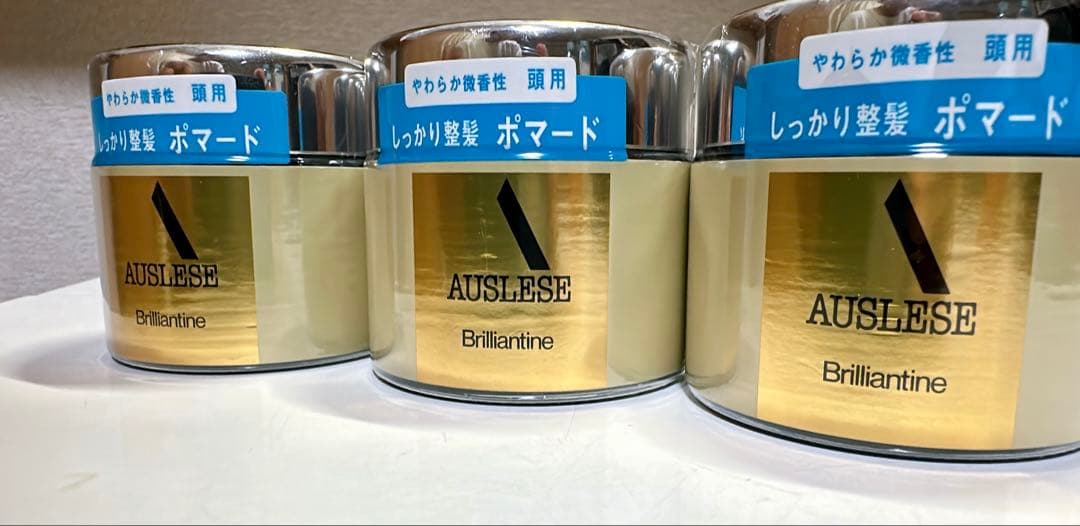 やわらか微香性 頭用
しっかり整髪 ポマード
AUSLESE
Brilliantine
やわらか微香性 頭用
しっかり整髪 ポマード
AUSLESE
Brilliantine
やわらか微香性 頭用
しっかり整髪 ポマード
AUSLESE
Brilliantine